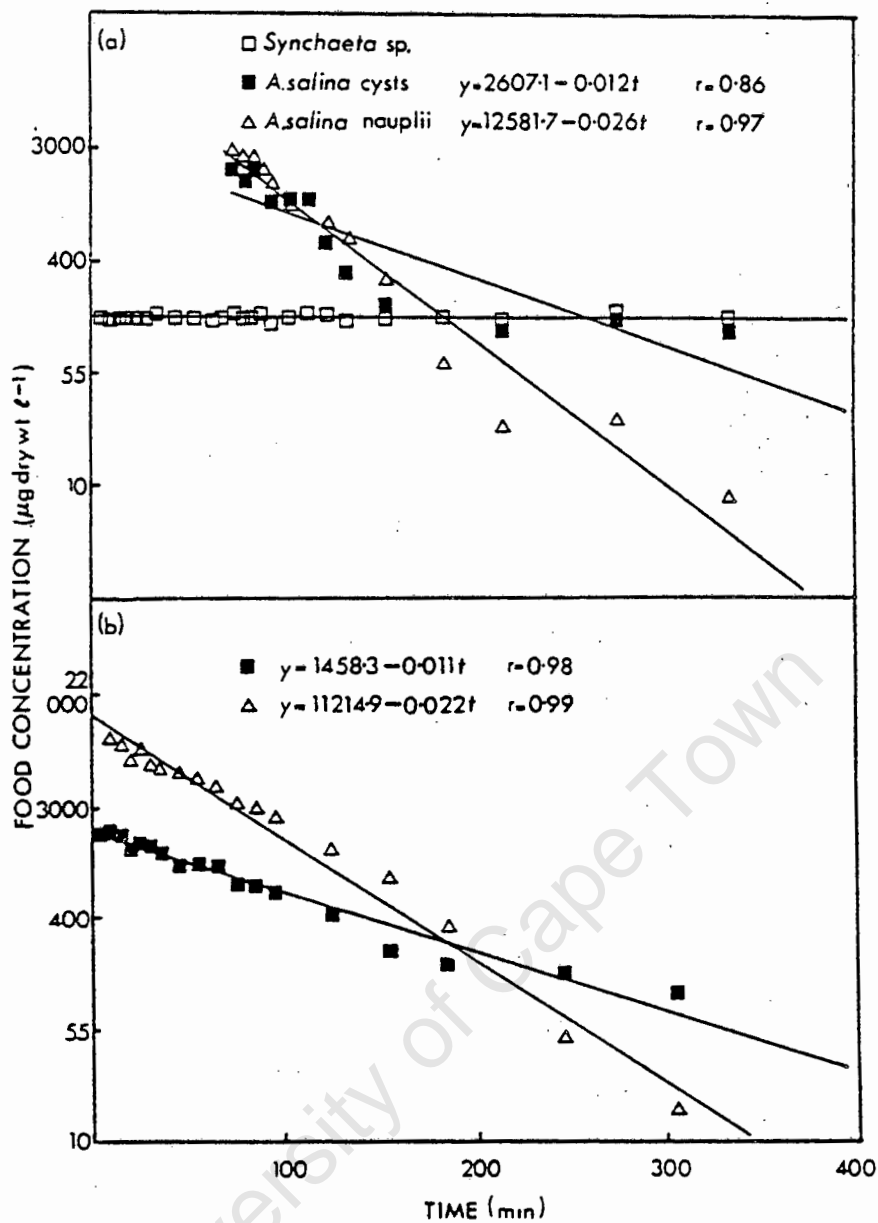 (a)
□ Synchaeta sp.
■ A.salina cysts y=2607·1−0·012t r=0·86
△ A.salina nauplii y=12581·7−0·026t r=0·97
3000
400
55
10
FOOD CONCENTRATION (µg dry wt ℓ⁻¹)
(b)
■ y=1458·3−0·011t r=0·98
△ y=11214·9−0·022t r=0·99
22
000
3000
400
55
10
100
200
300
400
TIME (min)
University of Cape Town